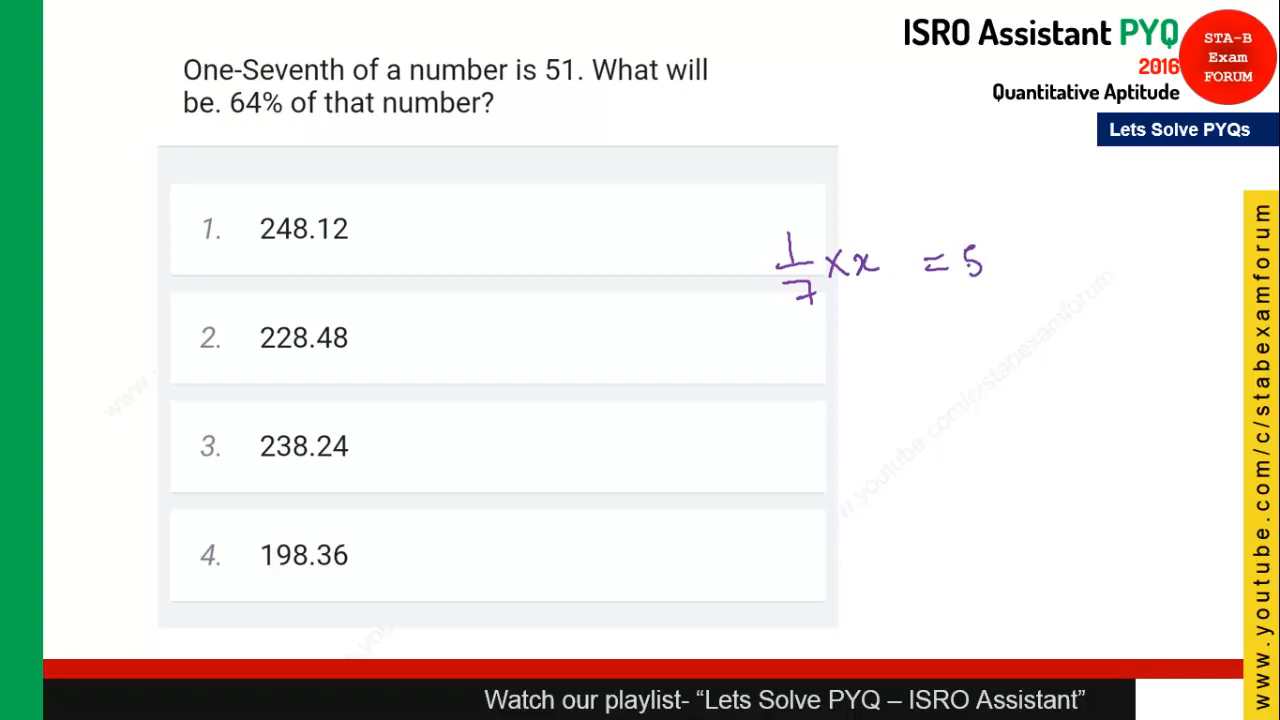 ISRO Assistant PYQ
2016
Quantitative Aptitude
STA-B
Exam
FORUM
Lets Solve PYQs
One-Seventh of a number is 51. What will
be. 64% of that number?
1. 248.12
2. 228.48
3. 238.24
4. 198.36
1/7 × x = 5
www.youtube.com/c/stabexamforum
Watch our playlist- “Lets Solve PYQ – ISRO Assistant”